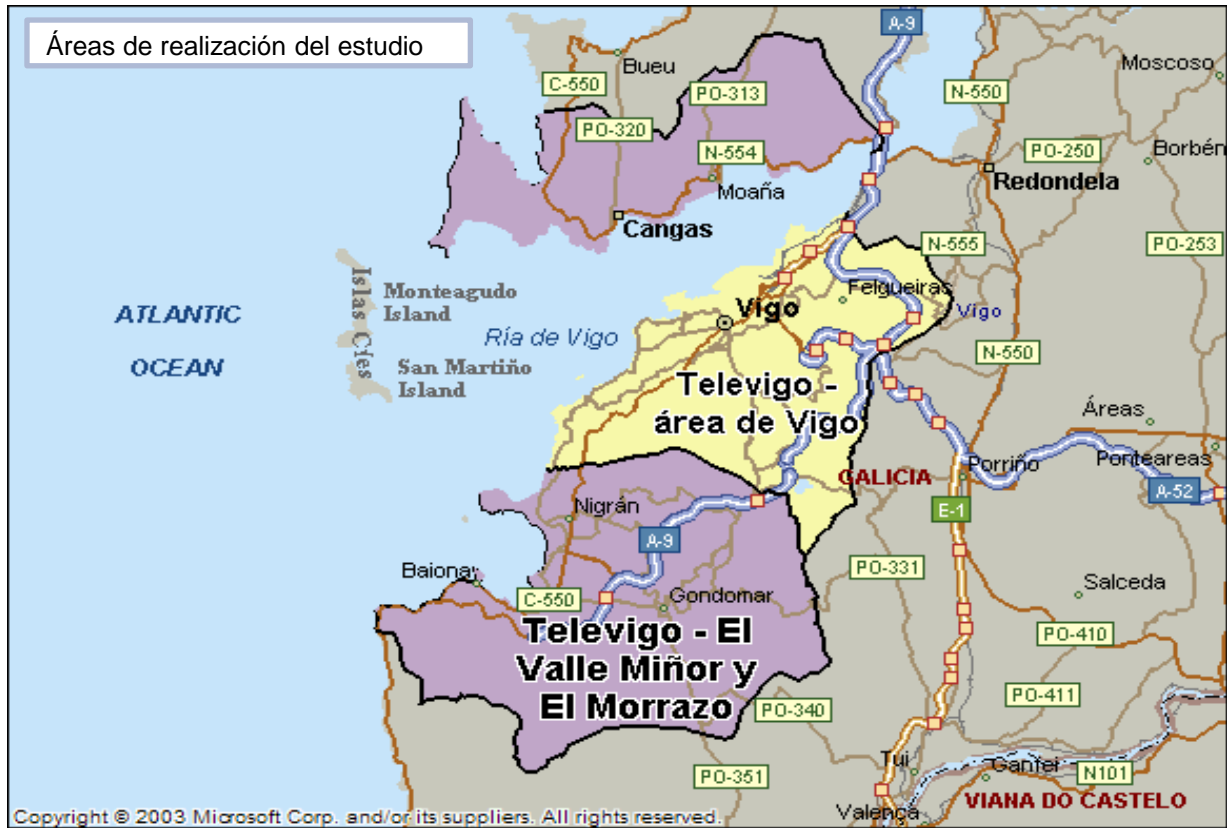 Áreas de realización del estudio
A-9
Bueu
Moscoso
C-550
PO-313
N-550
PO-320
N-554
PO-250
Borbén
Moaña
Redondela
Cangas
N-555
PO-253
Islas Cíes
Monteagudo
Island
Felgueiras
ATLANTIC
OCEAN
Ría de Vigo
Vigo
Vigo
San Martiño
Island
N-550
Televigo -
área de Vigo
Áreas
GALICIA
Porriño
Ponteareas
A-52
Nigrán
E-1
A-9
Baiona
PO-331
C-550
Gondomar
Salceda
Televigo - El
Valle Miñor y
El Morrazo
PO-410
PO-411
PO-340
PO-351
Tui
Ganfei
N101
Valença
VIANA DO CASTELO
Copyright © 2003 Microsoft Corp. and/or its suppliers. All rights reserved.